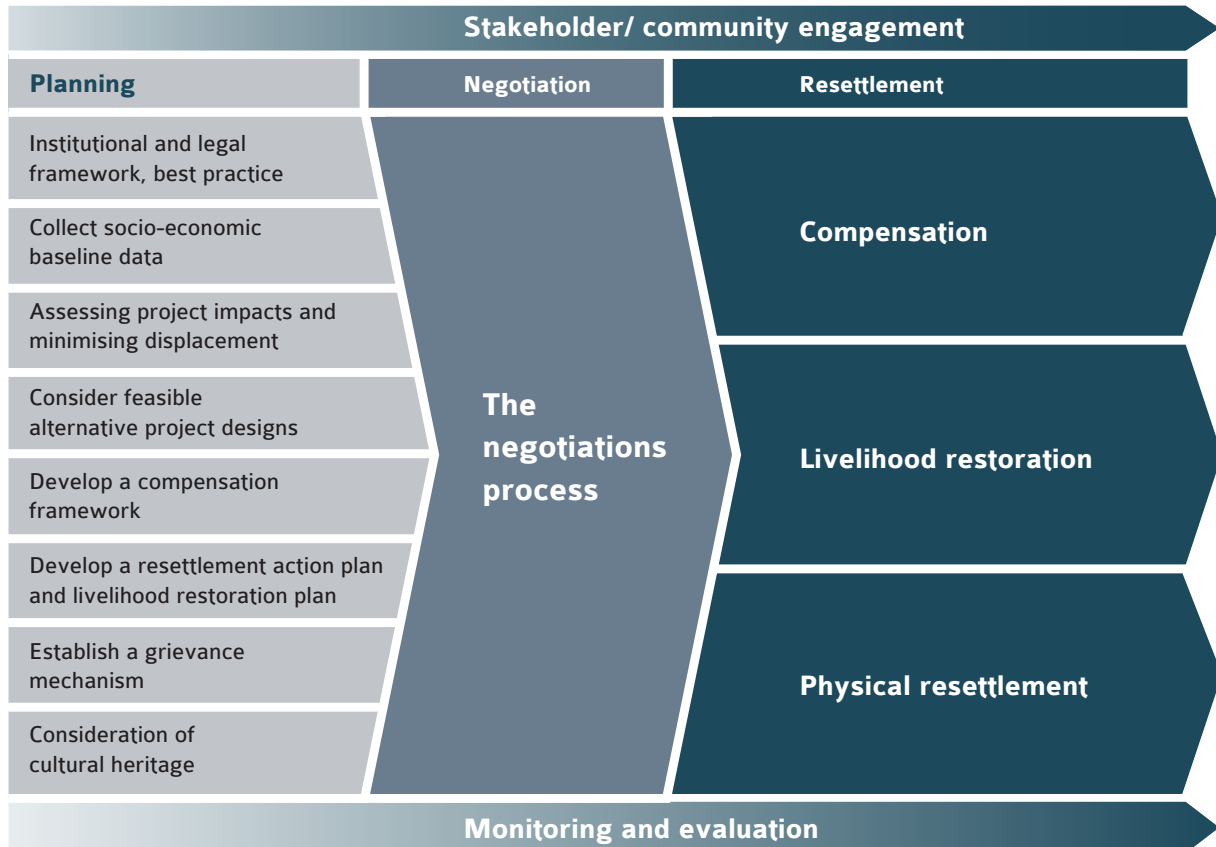 Stakeholder/ community engagement
Planning
Negotiation
Resettlement
Institutional and legal
framework, best practice
Collect socio-economic
baseline data
Assessing project impacts and
minimising displacement
Consider feasible
alternative project designs
Develop a compensation
framework
Develop a resettlement action plan
and livelihood restoration plan
Establish a grievance
mechanism
Consideration of
cultural heritage
The
negotiations
process
Compensation
Livelihood restoration
Physical resettlement
Monitoring and evaluation